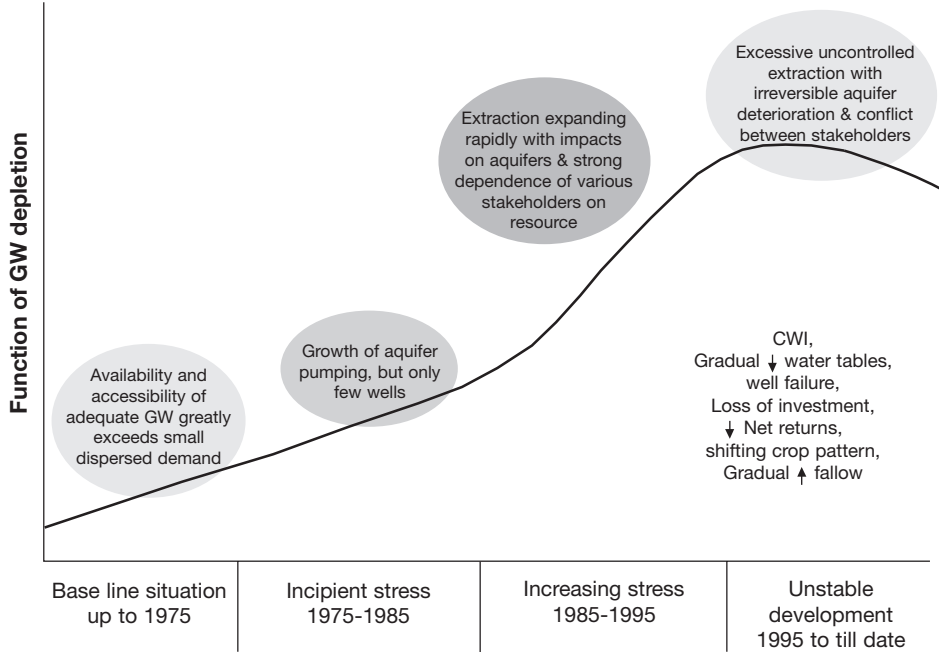 Function of GW depletion
Availability and
accessibility of
adequate GW greatly
exceeds small
dispersed demand
Growth of aquifer
pumping, but only
few wells
Extraction expanding
rapidly with impacts
on aquifers & strong
dependence of various
stakeholders on
resource
Excessive uncontrolled
extraction with
irreversible aquifer
deterioration & conflict
between stakeholders
CWI,
Gradual ↓ water tables,
well failure,
Loss of investment,
↓ Net returns,
shifting crop pattern,
Gradual ↑ fallow
Base line situation
up to 1975
Incipient stress
1975-1985
Increasing stress
1985-1995
Unstable
development
1995 to till date